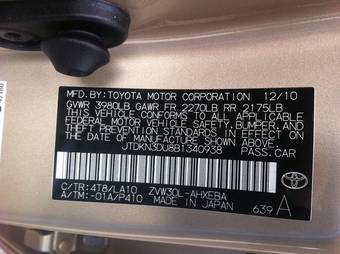 MFD. BY: TOYOTA MOTOR CORPORATION 12/10
GVWR 3980LB GAWR FR 2270LB RR 2175LB
THIS VEHICLE CONFORMS TO ALL APPLICABLE
FEDERAL MOTOR VEHICLE SAFETY, BUMPER, AND
THEFT PREVENTION STANDARDS IN EFFECT ON
THE DATE OF MANUFACTURE SHOWN ABOVE.
JTDKN3DU8B1340938
C/TR: 4T8/LA10 ZVW30L-AHXEBA
A/TM: -01A/P410 MADE IN JAPAN
639 A